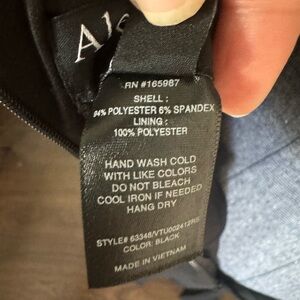 RN #165987
SHELL :
94% POLYESTER 6% SPANDEX
LINING :
100% POLYESTER
HAND WASH COLD
WITH LIKE COLORS
DO NOT BLEACH
COOL IRON IF NEEDED
HANG DRY
COLOR: BLACK
MADE IN VIETNAM